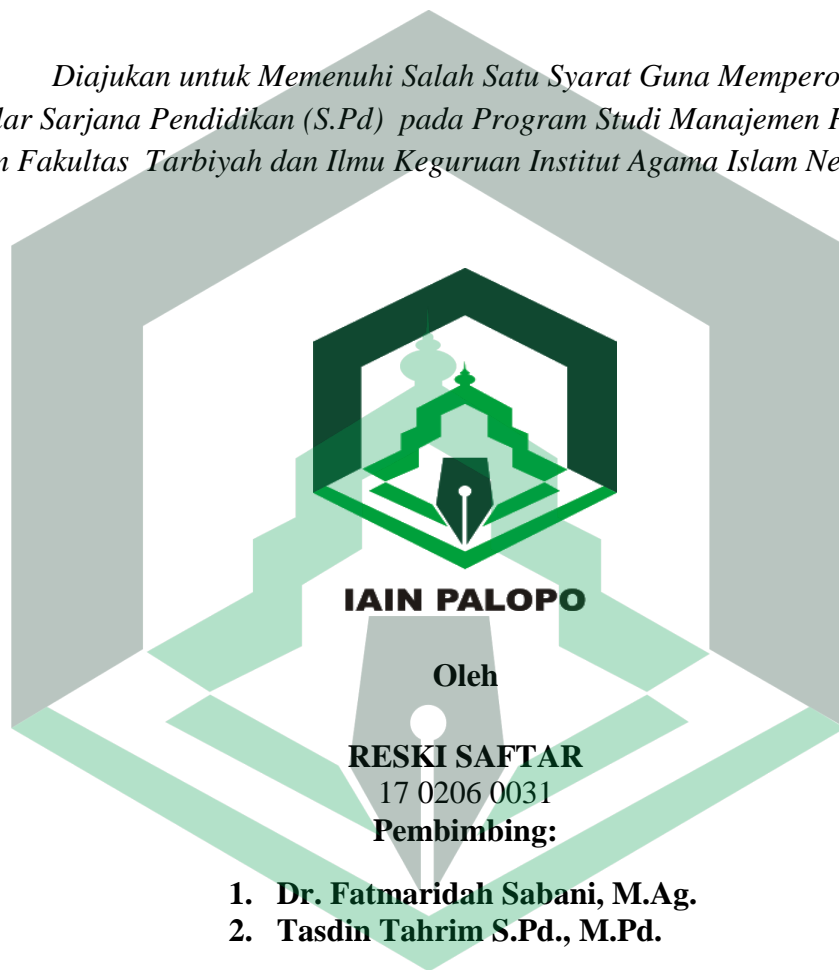 Diajukan untuk Memenuhi Salah Satu Syarat Guna Mempero
lar Sarjana Pendidikan (S.Pd) pada Program Studi Manajemen
Fakultas Tarbiyah dan Ilmu Keguruan Institut Agama Islam Ne
IAIN PALOPO
Oleh
RESKI SAFTAR
17 0206 0031
Pembimbing:
1. Dr. Fatmaridah Sabani, M.Ag.
2. Tasdin Tahrim S.Pd., M.Pd.